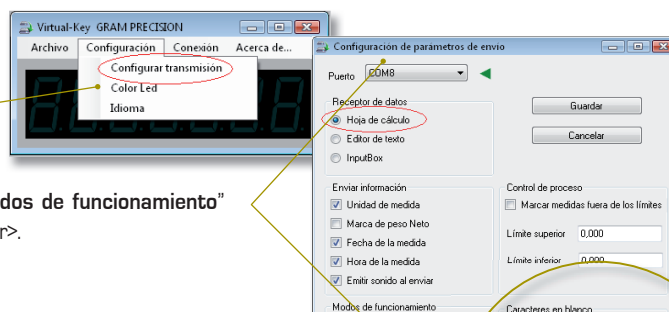 Virtual-Key GRAM PRECISION
Archivo Configuración Conexión Acerca de...
Configurar transmisión
Color Led
Idioma
dos de funcionamiento"
r>.
Configuración de parámetros de envio
Puerto COM8
Receptor de datos
Hoja de cálculo
Editor de texto
InputBox
Guardar
Cancelar
Enviar información
Unidad de medida
Marca de peso Neto
Fecha de la medida
Hora de la medida
Emitir sonido al enviar
Control de proceso
Marcar medidas fuera de los límites
Límite superior 0,000
Límite inferior 0,000
Modos de funcionamiento
Caracteres en blanco